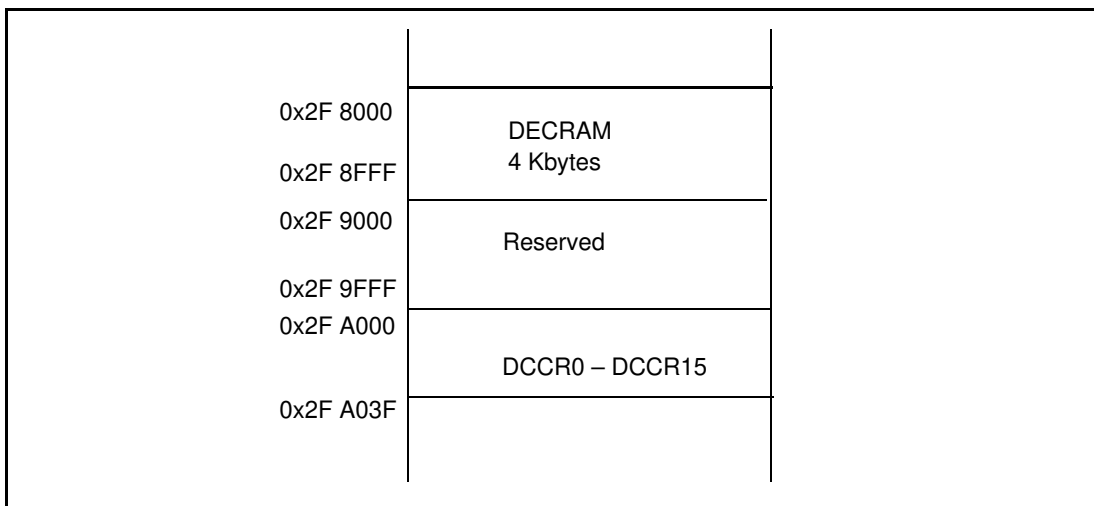 0x2F 8000
DECRAM
4 Kbytes
0x2F 8FFF
0x2F 9000
Reserved
0x2F 9FFF
0x2F A000
DCCR0 – DCCR15
0x2F A03F